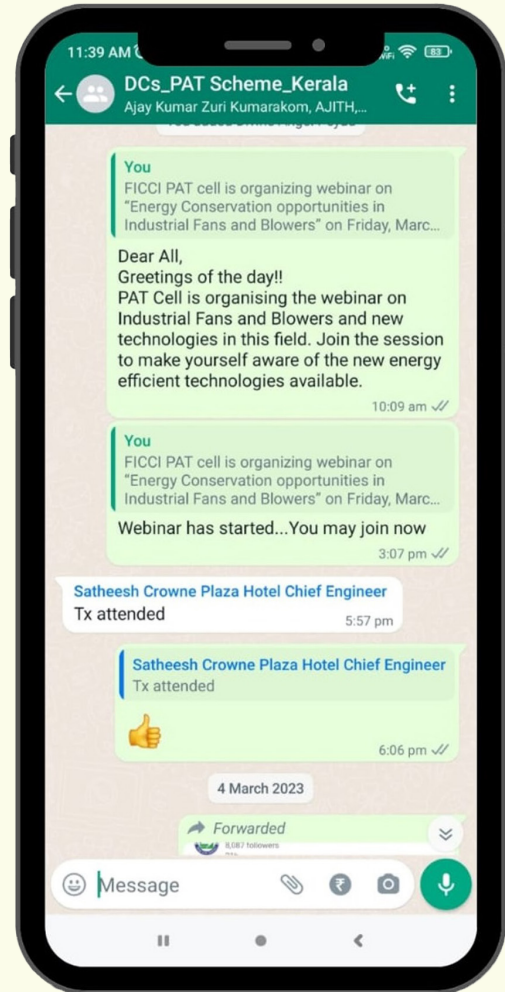 11:39 AM
83
DCs_PAT Scheme_Kerala
Ajay Kumar Zuri Kumarakom, AJITH,...
You
FICCI PAT cell is organizing webinar on
"Energy Conservation opportunities in
Industrial Fans and Blowers" on Friday, Marc...
Dear All,
Greetings of the day!!
PAT Cell is organising the webinar on
Industrial Fans and Blowers and new
technologies in this field. Join the session
to make yourself aware of the new energy
efficient technologies available.
10:09 am
You
FICCI PAT cell is organizing webinar on
"Energy Conservation opportunities in
Industrial Fans and Blowers" on Friday, Marc...
Webinar has started...You may join now
3:07 pm
Satheesh Crowne Plaza Hotel Chief Engineer
Tx attended
5:57 pm
Satheesh Crowne Plaza Hotel Chief Engineer
Tx attended
6:06 pm
4 March 2023
Forwarded
8,087 followers
Message